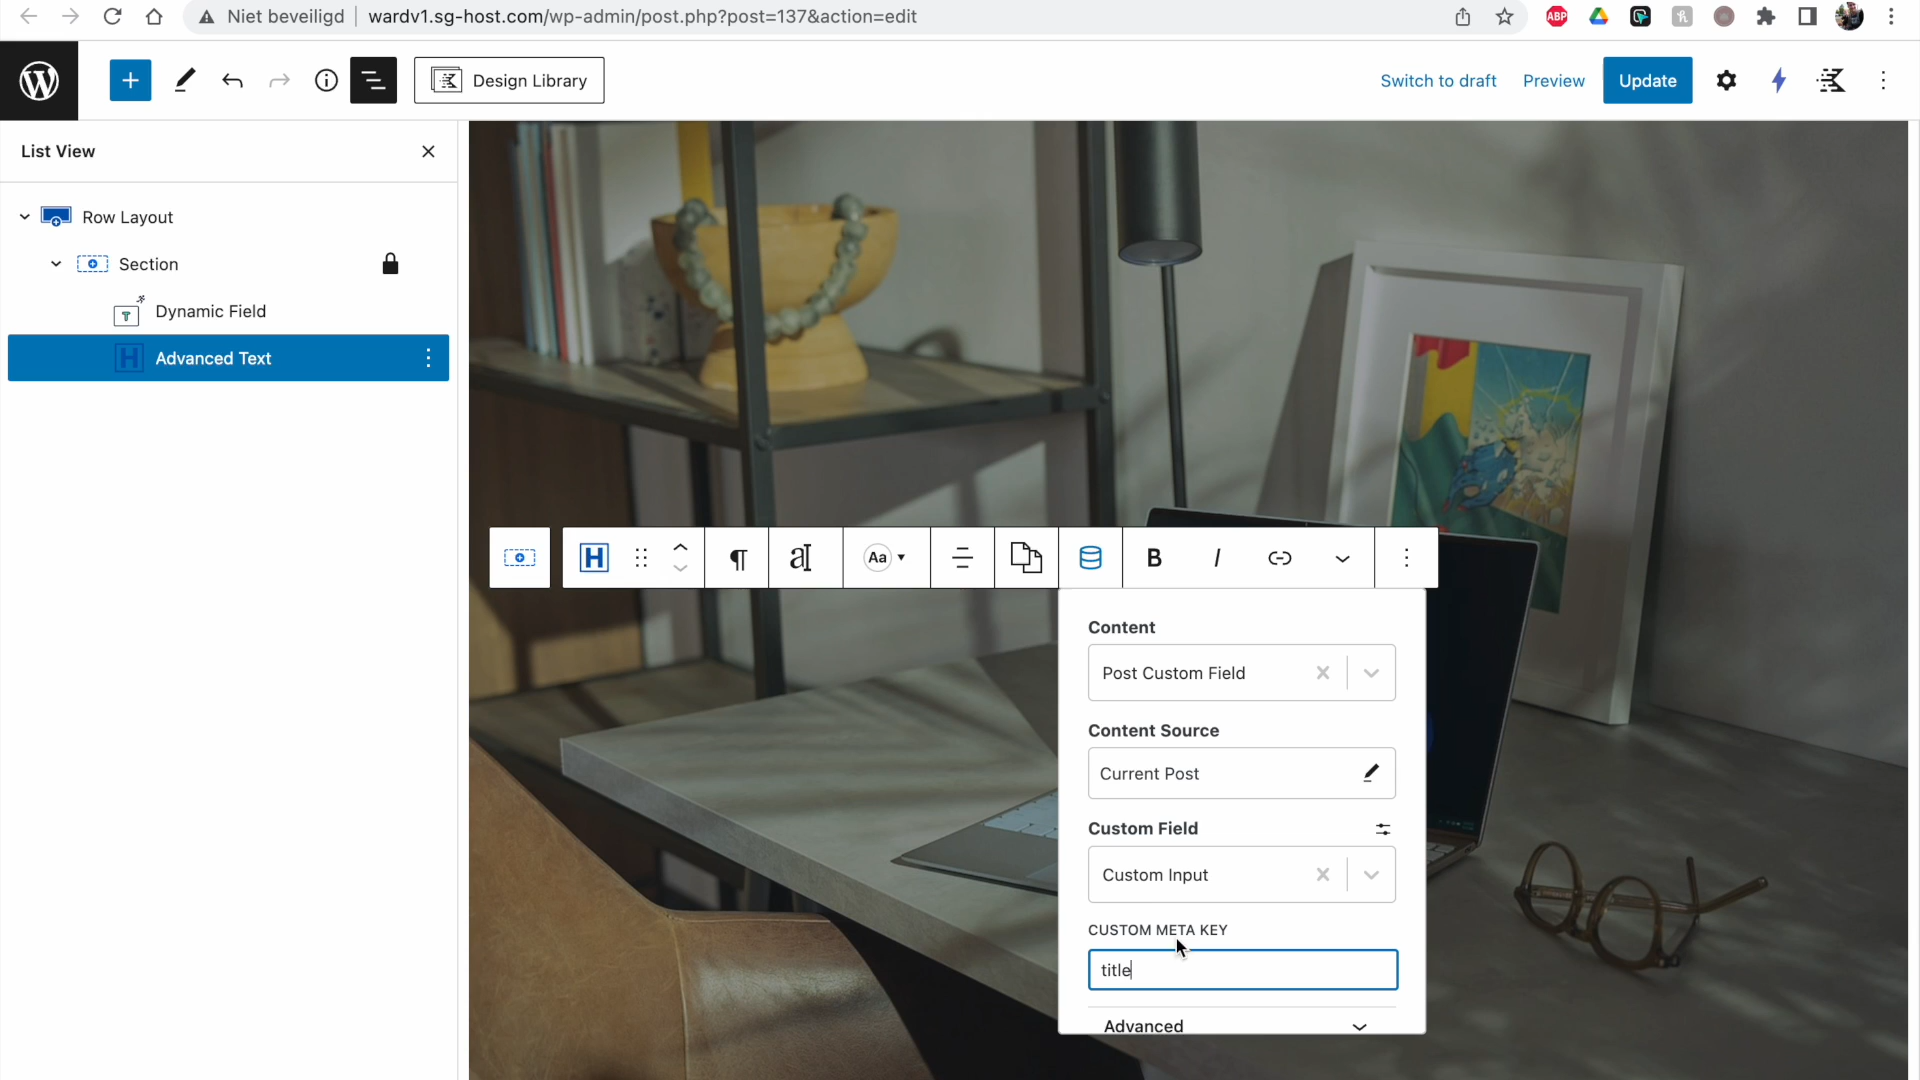 Niet beveiligd
wardv1.sg-host.com/wp-admin/post.php?post=137&action=edit
ABP
Design Library
Switch to draft
Preview
Update
List View
Row Layout
Section
T Dynamic Field
H Advanced Text
H
Aa
B
I
Content
Post Custom Field
Content Source
Current Post
Custom Field
Custom Input
CUSTOM META KEY
title
Advanced